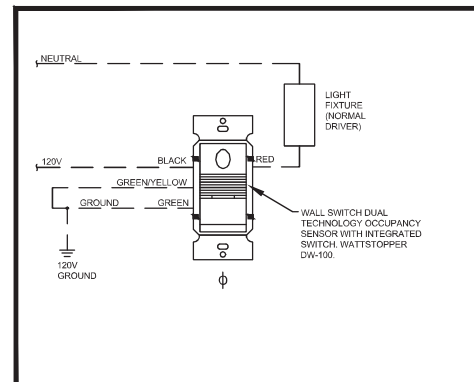 NEUTRAL
LIGHT
FIXTURE
(NORMAL
DRIVER)
120V
BLACK
RED
GREEN/YELLOW
GROUND
GREEN
WALL SWITCH DUAL
TECHNOLOGY OCCUPANCY
SENSOR WITH INTEGRATED
SWITCH. WATTSTOPPER
DW-100.
120V
GROUND
ϕ